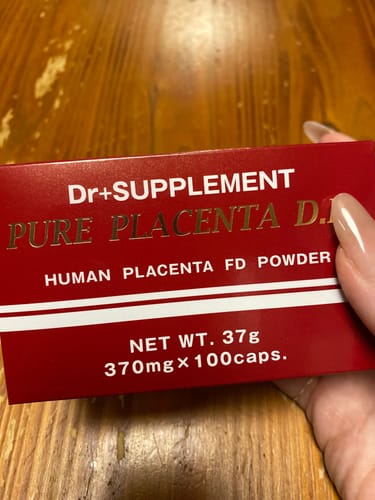 Dr+SUPPLEMENT
PURE PLACENTA
HUMAN PLACENTA FD POWDER
NET WT. 37g
370mg×100caps.